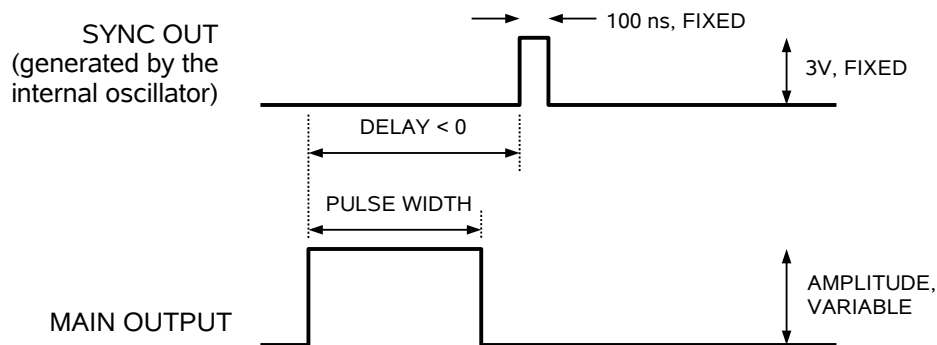 100 ns, FIXED
SYNC OUT
(generated by the
internal oscillator)
3V, FIXED
DELAY < 0
PULSE WIDTH
AMPLITUDE,
VARIABLE
MAIN OUTPUT